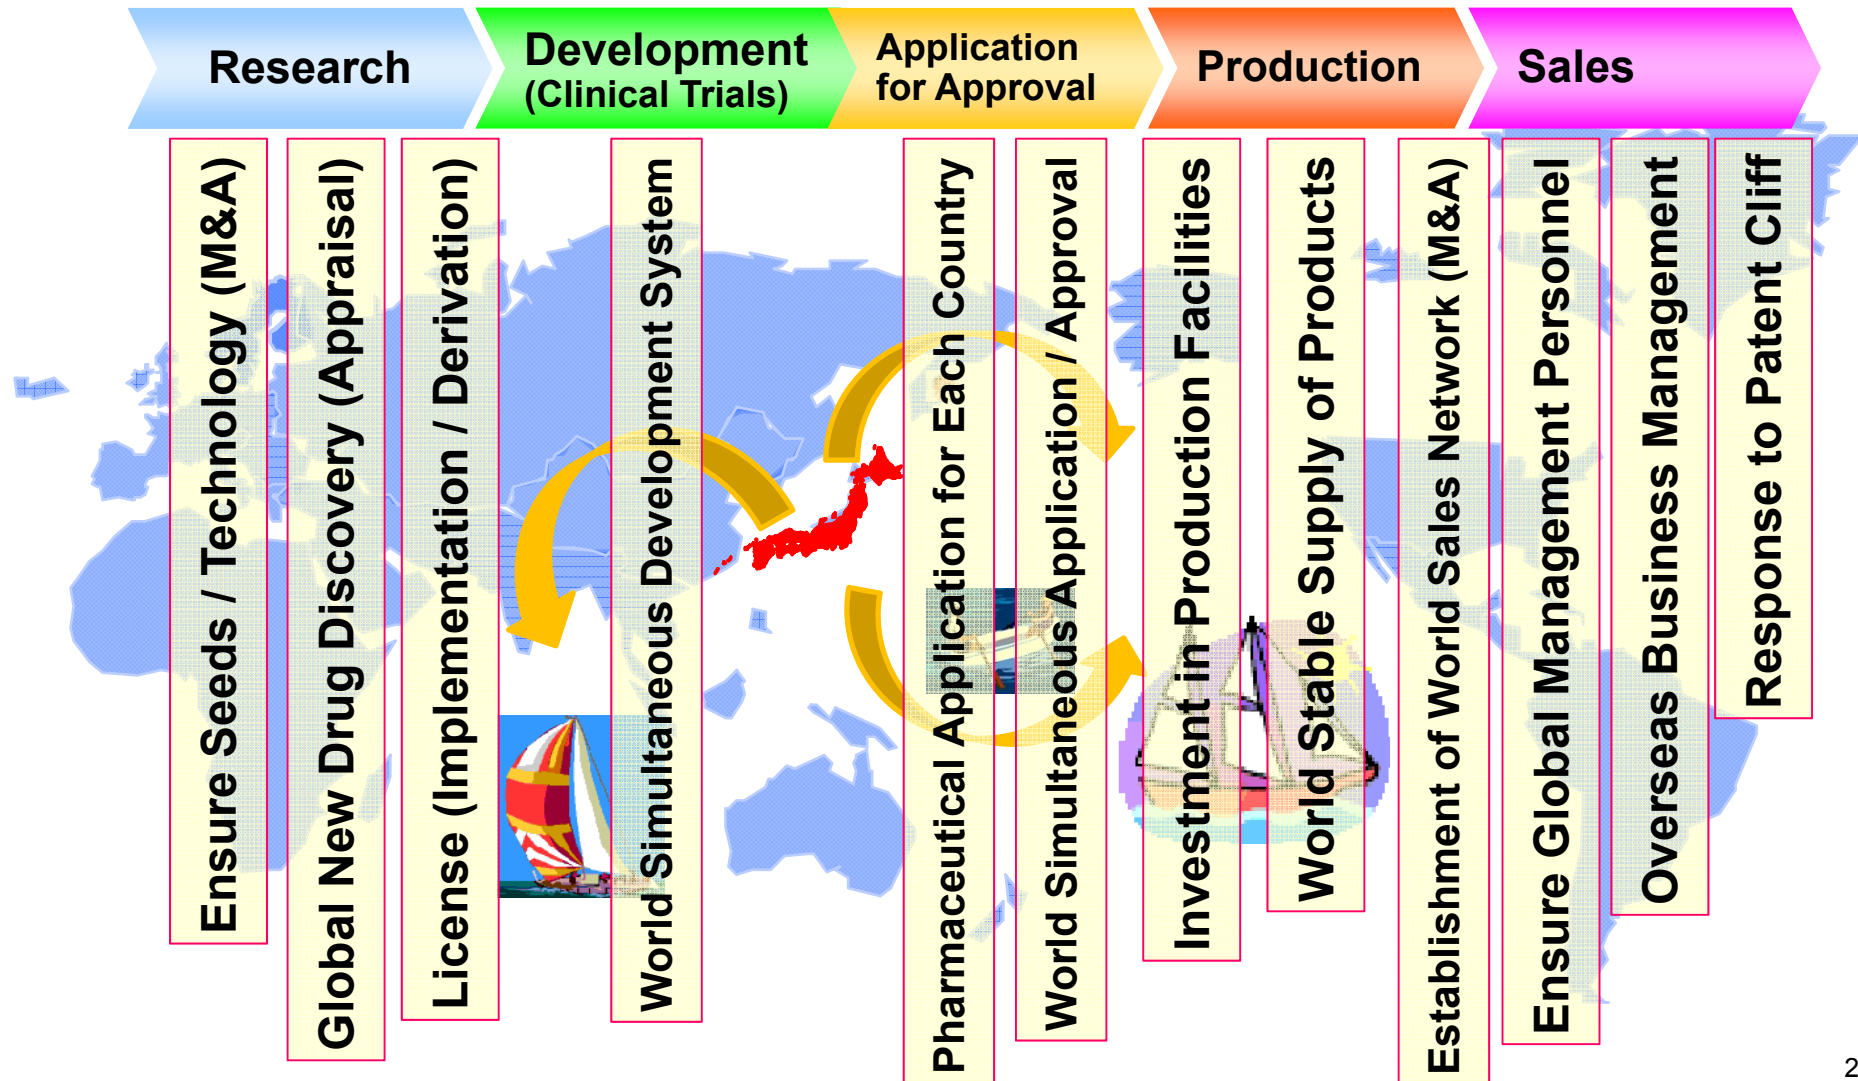 Research
Development
(Clinical Trials)
Application
for Approval
Production
Sales
Ensure Seeds / Technology (M&A)
Global New Drug Discovery (Appraisal)
License (Implementation / Derivation)
World Simultaneous Development System
Pharmaceutical Application for Each Country
World Simultaneous Application / Approval
Investment in Production Facilities
World Stable Supply of Products
Establishment of World Sales Network (M&A)
Ensure Global Management Personnel
Overseas Business Management
Response to Patent Cliff
2